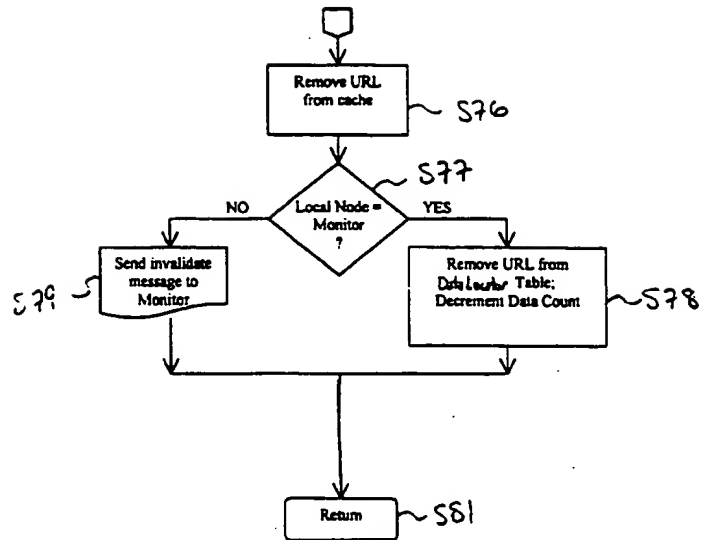 Remove URL
from cache
S76
S77
NO
Local Node =
Monitor
?
YES
Send invalidate
message to
Monitor
S79
Remove URL from
Data Locator Table;
Decrement Data Count
S78
Return
S81